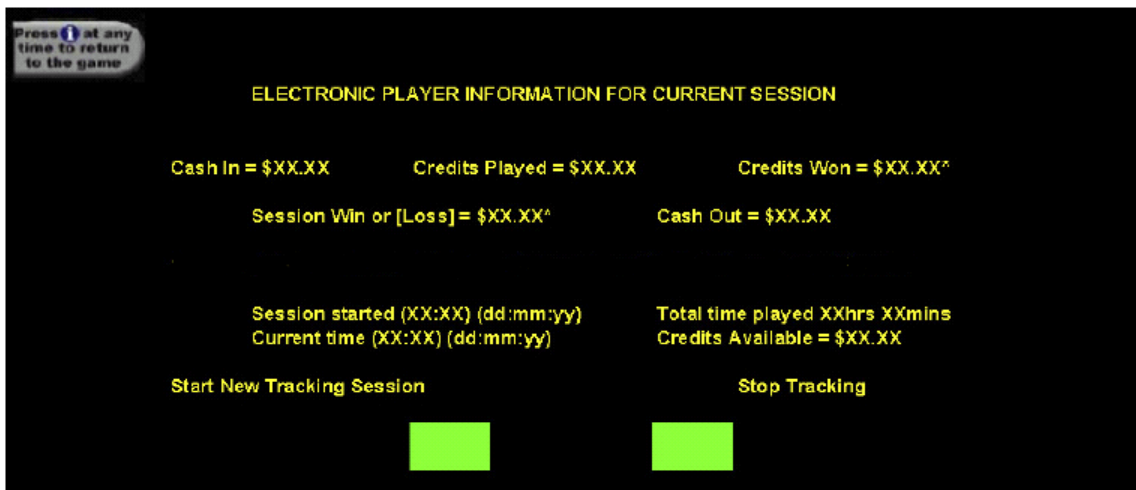 Press i at any
time to return
to the game
ELECTRONIC PLAYER INFORMATION FOR CURRENT SESSION
Cash In = $XX.XX Credits Played = $XX.XX Credits Won = $XX.XX^
Session Win or [Loss] = $XX.XX^ Cash Out = $XX.XX
Session started (XX:XX) (dd:mm:yy) Total time played XXhrs XXmins
Current time (XX:XX) (dd:mm:yy) Credits Available = $XX.XX
Start New Tracking Session Stop Tracking